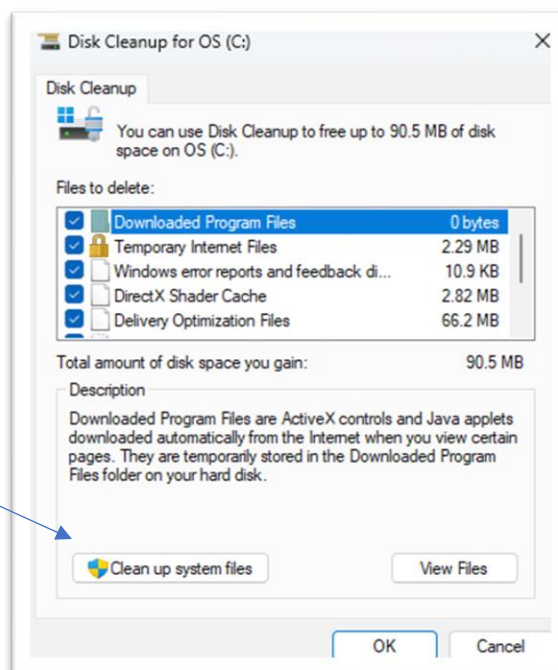 Disk Cleanup for OS (C:)
Disk Cleanup
You can use Disk Cleanup to free up to 90.5 MB of disk
space on OS (C:).
Files to delete:
Downloaded Program Files 0 bytes
Temporary Internet Files 2.29 MB
Windows error reports and feedback di... 10.9 KB
DirectX Shader Cache 2.82 MB
Delivery Optimization Files 66.2 MB
Total amount of disk space you gain: 90.5 MB
Description
Downloaded Program Files are ActiveX controls and Java applets
downloaded automatically from the Internet when you view certain
pages. They are temporarily stored in the Downloaded Program
Files folder on your hard disk.
Clean up system files View Files
OK Cancel